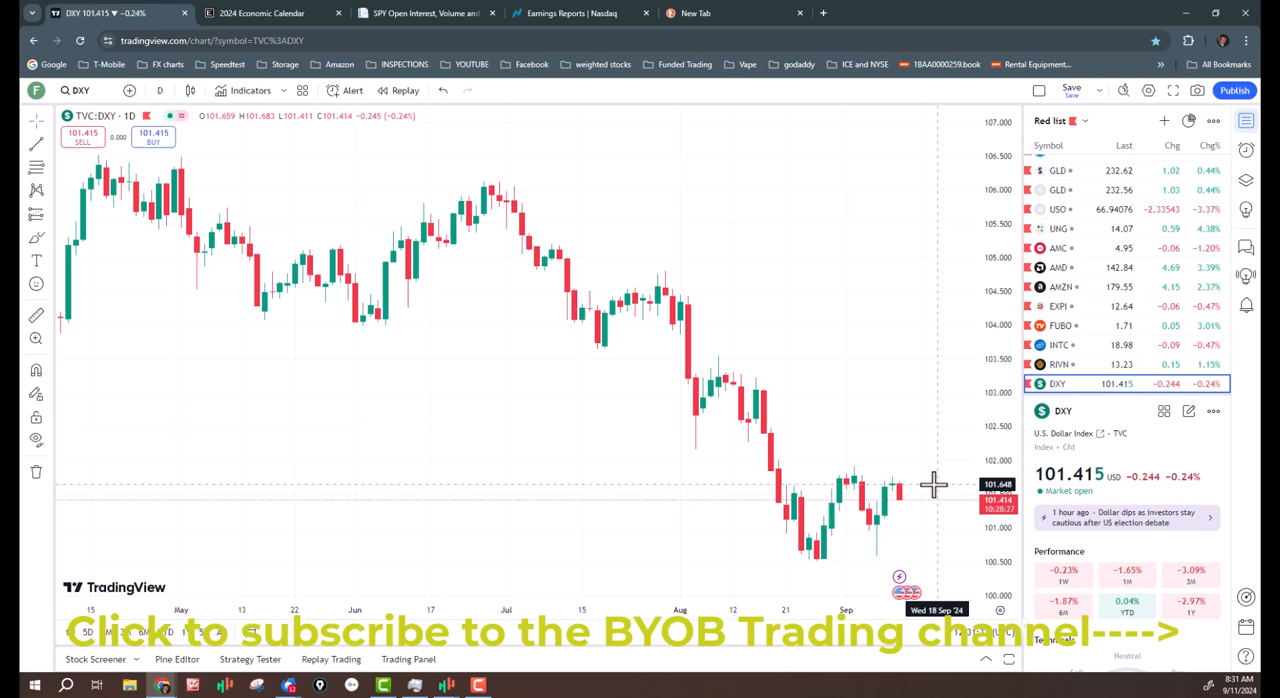 DXY 101.415 ▼ −0.24%
2024 Economic Calendar
SPY Open Interest, Volume and
Earnings Reports | Nasdaq
New Tab
tradingview.com/chart/?symbol=TVC%3ADXY
Google T-Mobile FX charts Speedtest Storage Amazon INSPECTIONS YOUTUBE Facebook weighted stocks Funded Trading Vape godaddy ICE and NYSE 1BAA0000259.book Rental Equipment... » All Bookmarks
F DXY D Indicators Alert Replay Save Save Publish
TVC:DXY · 1D O101.659 H101.683 L101.411 C101.414 −0.245 (−0.24%)
101.415 SELL 0.000 101.415 BUY
107.000
106.500
106.000
105.500
105.000
104.500
104.000
103.500
103.000
102.500
102.000
101.648
101.414
10:28:27
101.000
100.500
100.000
TradingView
15 May 13 22 Jun 17 Jul 15 Aug 12 21 Sep Wed 18 Sep '24
Click to subscribe to the BYOB Trading channel---->
Stock Screener Pine Editor Strategy Tester Replay Trading Trading Panel
Red list
Symbol Last Chg Chg%
GLD 232.62 1.02 0.44%
GLD 232.56 1.03 0.44%
USO 66.94076 −2.33543 −3.37%
UNG 14.07 0.59 4.38%
AMC 4.95 −0.06 −1.20%
AMD 142.84 4.69 3.39%
AMZN 179.55 4.15 2.37%
EXPI 12.64 −0.06 −0.47%
FUBO 1.71 0.05 3.01%
INTC 18.98 −0.09 −0.47%
RIVN 13.23 0.15 1.15%
DXY 101.415 −0.244 −0.24%
DXY
U.S. Dollar Index · TVC
Index • Cfd
101.415 USD −0.244 −0.24%
Market open
1 hour ago · Dollar dips as investors stay
cautious after US election debate
Performance
−0.23% −1.65% −3.09%
1W 1M 3M
−1.87% 0.04% −2.97%
6M YTD 1Y
Neutral
8:31 AM
9/11/2024